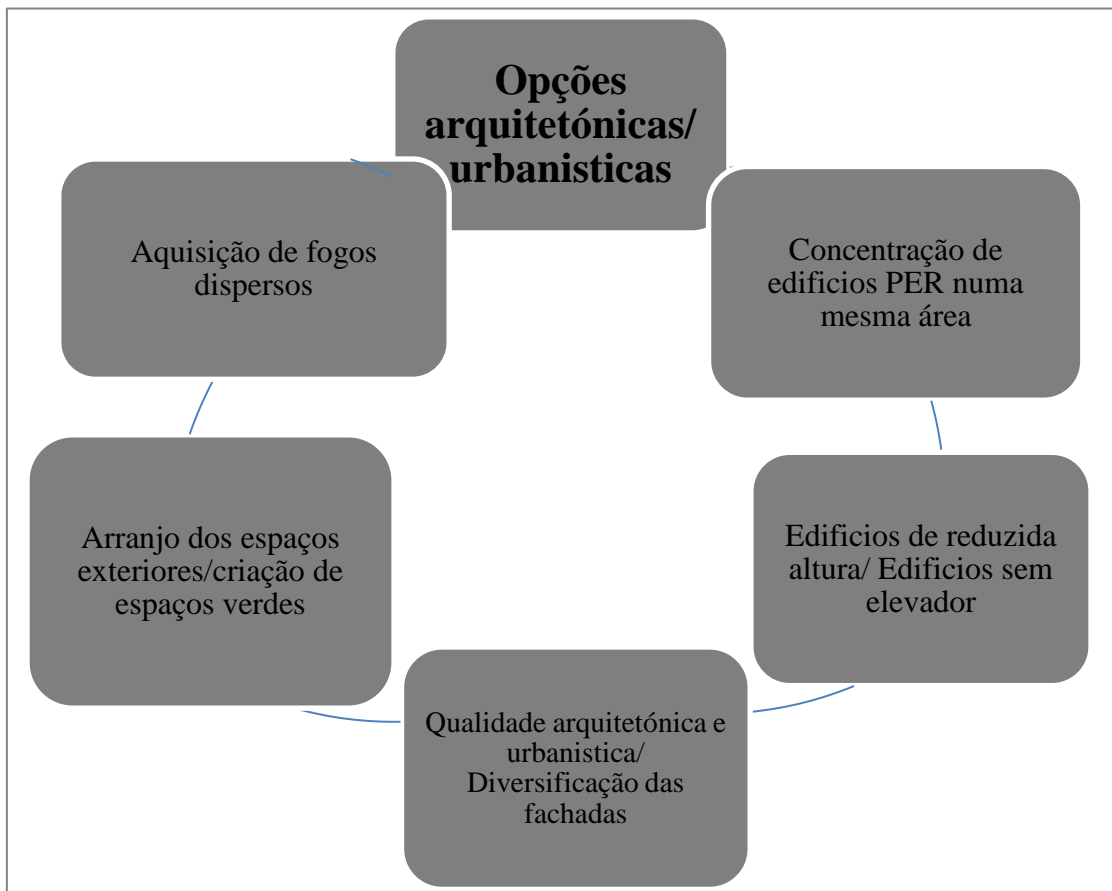 Opções
arquitetónicas/
urbanisticas
Concentração de
edificios PER numa
mesma área
Edificios de reduzida
altura/ Edificios sem
elevador
Qualidade arquitetónica e
urbanistica/
Diversificação das
fachadas
Arranjo dos espaços
exteriores/criação de
espaços verdes
Aquisição de fogos
dispersos